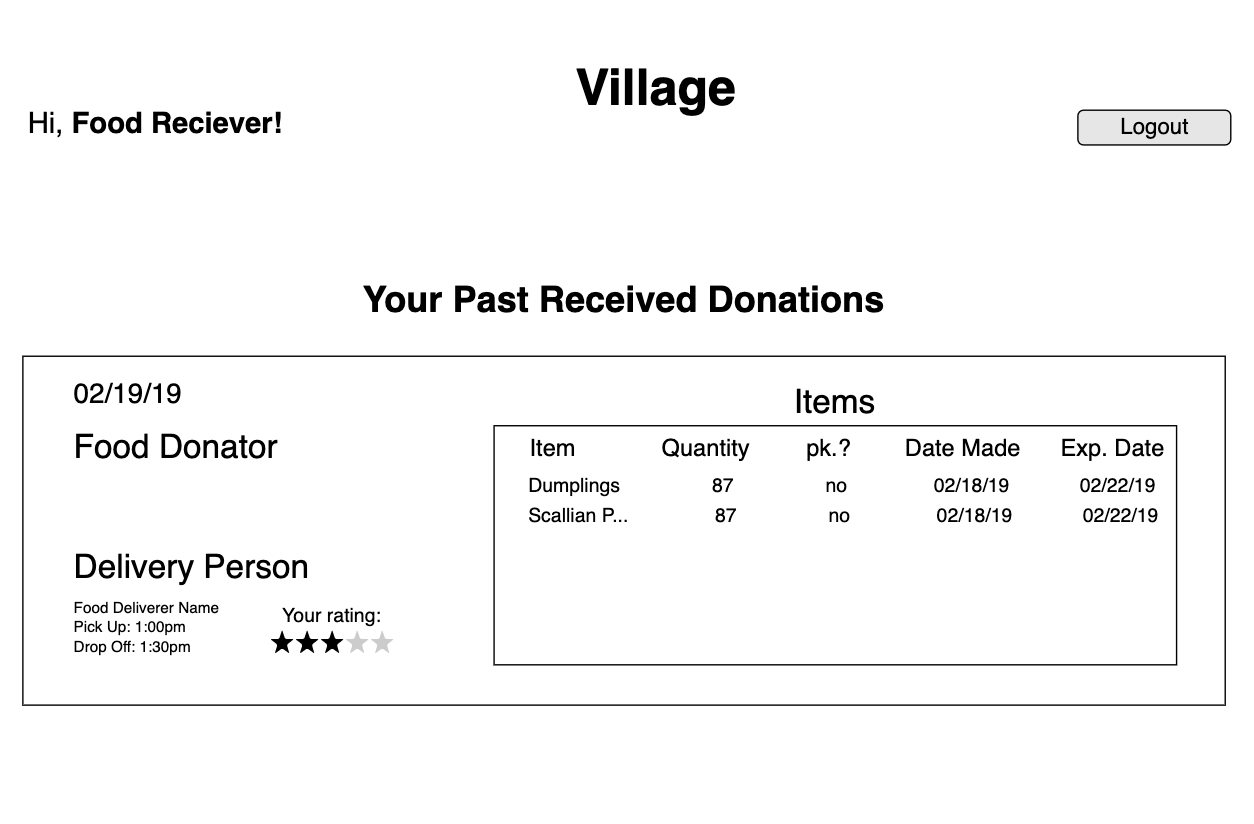 Village
Hi, Food Reciever!
Logout
Your Past Received Donations
02/19/19
Food Donator
Delivery Person
Food Deliverer Name
Pick Up: 1:00pm
Drop Off: 1:30pm
Your rating:
Items
Item Quantity pk.? Date Made Exp. Date
Dumplings 87 no 02/18/19 02/22/19
Scallian P... 87 no 02/18/19 02/22/19